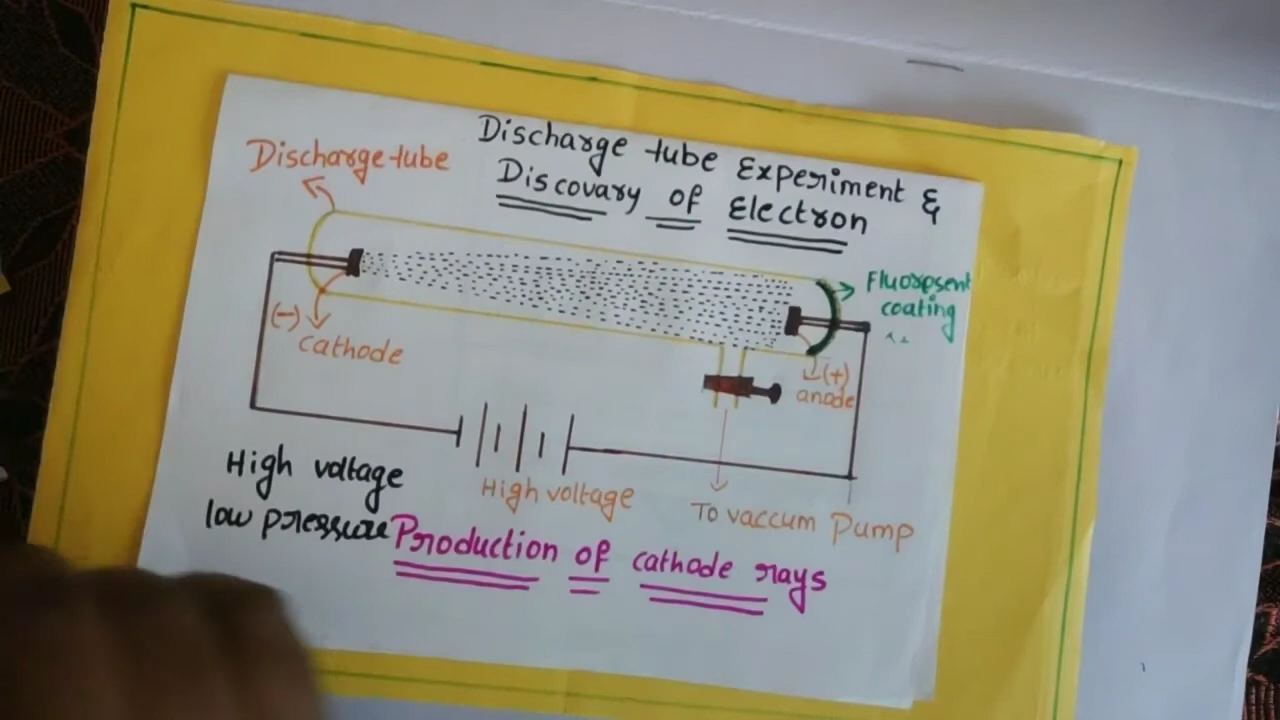 Discharge tube Experiment &
Discovary of Electron
Discharge tube
Fluorpsent
coating
(-)
cathode
(+)
anode
High voltage
low pressure
High voltage
To vaccum Pump
Production of cathode rays